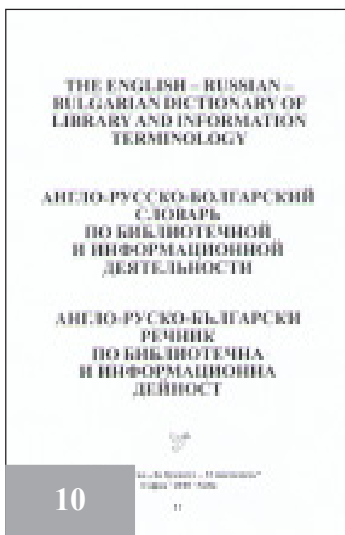 THE ENGLISH – RUSSIAN –
BULGARIAN DICTIONARY OF
LIBRARY AND INFORMATION
TERMINOLOGY
АНГЛО-РУССКО-БОЛГАРСКИЙ
СЛОВАРЬ
ПО БИБЛИОТЕЧНОЙ
И ИНФОРМАЦИОННОЙ
ДЕЯТЕЛЬНОСТИ
АНГЛО-РУСКО-БЪЛГАРСКИ
РЕЧНИК
ПО БИБЛИОТЕЧНА
И ИНФОРМАЦИОННА
ДЕЙНОСТ
10